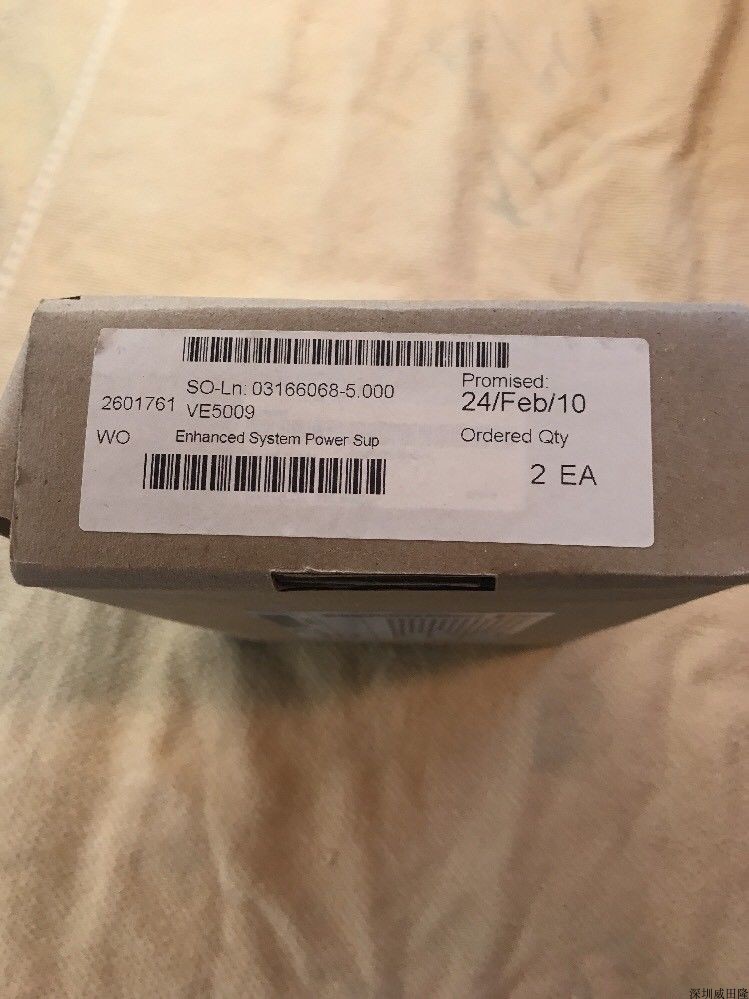 SO-Ln: 03166068-5.000
Promised:
2601761
VE5009
24/Feb/10
WO
Enhanced System Power Sup
Ordered Qty
2 EA
深圳威田隆